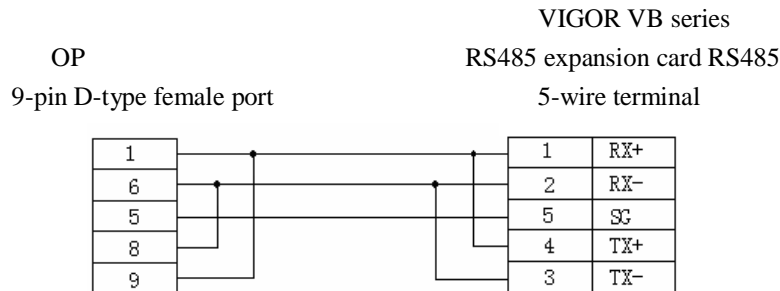 VIGOR VB series
OP RS485 expansion card RS485
9-pin D-type female port 5-wire terminal
1 1 RX+
6 2 RX-
5 5 SG
8 4 TX+
9 3 TX-